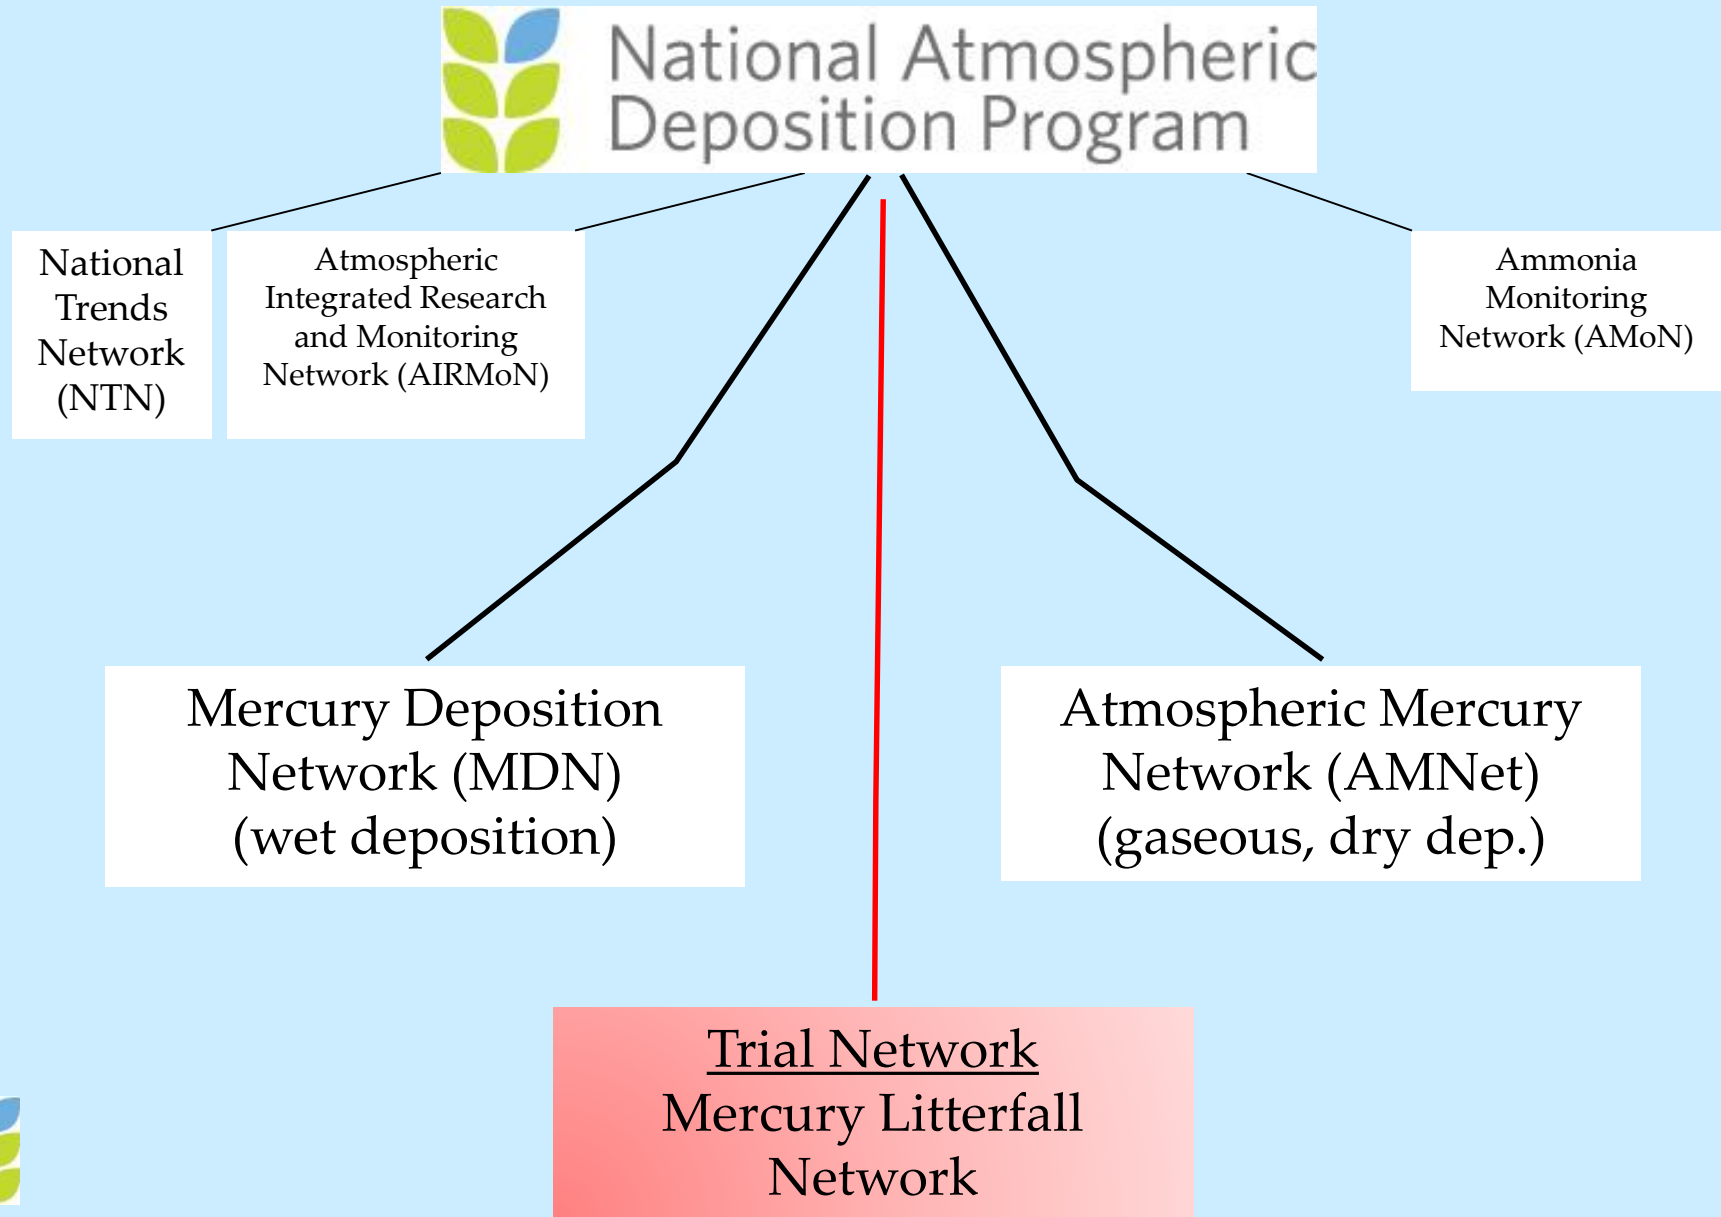 National Atmospheric
Deposition Program
National
Trends
Network
(NTN)
Atmospheric
Integrated Research
and Monitoring
Network (AIRMoN)
Ammonia
Monitoring
Network (AMoN)
Mercury Deposition
Network (MDN)
(wet deposition)
Atmospheric Mercury
Network (AMNet)
(gaseous, dry dep.)
Trial Network
Mercury Litterfall
Network